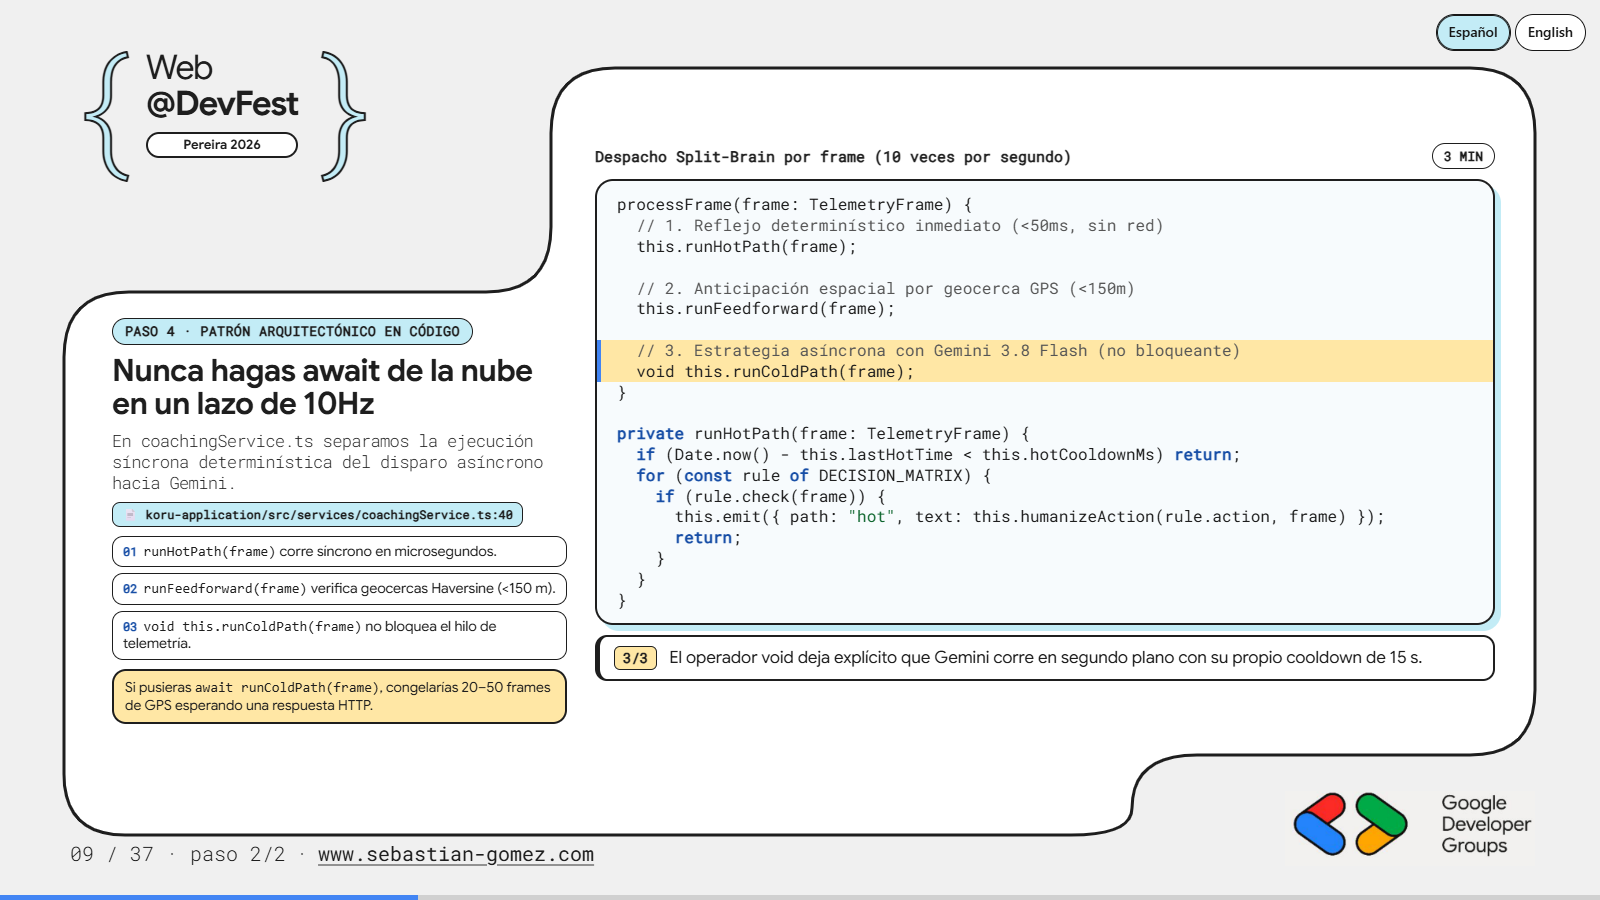 Español
English
Web
@DevFest
Pereira 2026
PASO 4 · PATRÓN ARQUITECTÓNICO EN CÓDIGO
Nunca hagas await de la nube
en un lazo de 10Hz
En coachingService.ts separamos la ejecución
síncrona determinística del disparo asíncrono
hacia Gemini.
koru-application/src/services/coachingService.ts:40
01 runHotPath(frame) corre síncrono en microsegundos.
02 runFeedforward(frame) verifica geocercas Haversine (<150 m).
03 void this.runColdPath(frame) no bloquea el hilo de
telemetría.
Si pusieras await runColdPath(frame), congelarías 20–50 frames
de GPS esperando una respuesta HTTP.
Despacho Split-Brain por frame (10 veces por segundo)
3 MIN
processFrame(frame: TelemetryFrame) {
  // 1. Reflejo determinístico inmediato (<50ms, sin red)
  this.runHotPath(frame);
  // 2. Anticipación espacial por geocerca GPS (<150m)
  this.runFeedforward(frame);
  // 3. Estrategia asíncrona con Gemini 3.8 Flash (no bloqueante)
  void this.runColdPath(frame);
}
private runHotPath(frame: TelemetryFrame) {
  if (Date.now() - this.lastHotTime < this.hotCooldownMs) return;
  for (const rule of DECISION_MATRIX) {
    if (rule.check(frame)) {
      this.emit({ path: "hot", text: this.humanizeAction(rule.action, frame) });
      return;
    }
  }
}
3/3 El operador void deja explícito que Gemini corre en segundo plano con su propio cooldown de 15 s.
09 / 37 · paso 2/2 · www.sebastian-gomez.com
Google
Developer
Groups